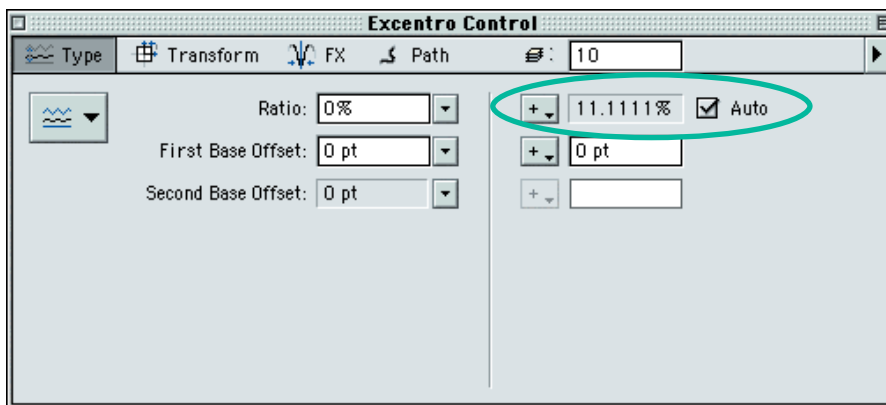 Excentro Control
Type Transform FX Path : 10
Ratio: 0% + 11.1111% Auto
First Base Offset: 0 pt + 0 pt
Second Base Offset: 0 pt +